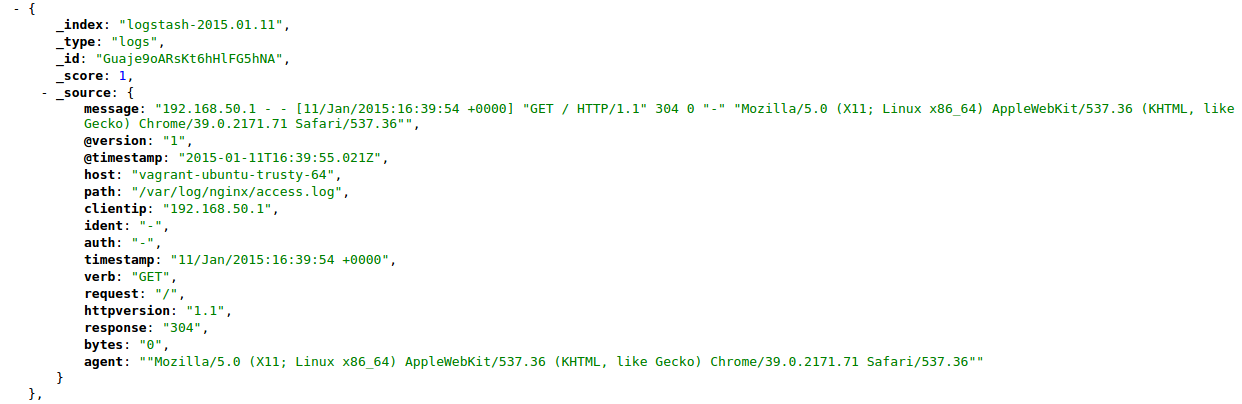 - {
_index: "logstash-2015.01.11",
_type: "logs",
_id: "Guaje9oARsKt6hHlFG5hNA",
_score: 1,
- _source: {
message: "192.168.50.1 - - [11/Jan/2015:16:39:54 +0000] "GET / HTTP/1.1" 304 0 "-" "Mozilla/5.0 (X11; Linux x86_64) AppleWebKit/537.36 (KHTML, like
Gecko) Chrome/39.0.2171.71 Safari/537.36"",
@version: "1",
@timestamp: "2015-01-11T16:39:55.021Z",
host: "vagrant-ubuntu-trusty-64",
path: "/var/log/nginx/access.log",
clientip: "192.168.50.1",
ident: "-",
auth: "-",
timestamp: "11/Jan/2015:16:39:54 +0000",
verb: "GET",
request: "/",
httpversion: "1.1",
response: "304",
bytes: "0",
agent: ""Mozilla/5.0 (X11; Linux x86_64) AppleWebKit/537.36 (KHTML, like Gecko) Chrome/39.0.2171.71 Safari/537.36""
}
},